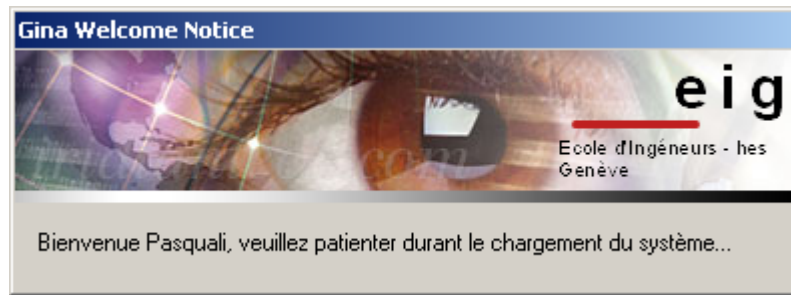 Gina Welcome Notice
eig
Ecole d'Ingéneurs - hes
Genève
Bienvenue Pasquali, veuillez patienter durant le chargement du système...